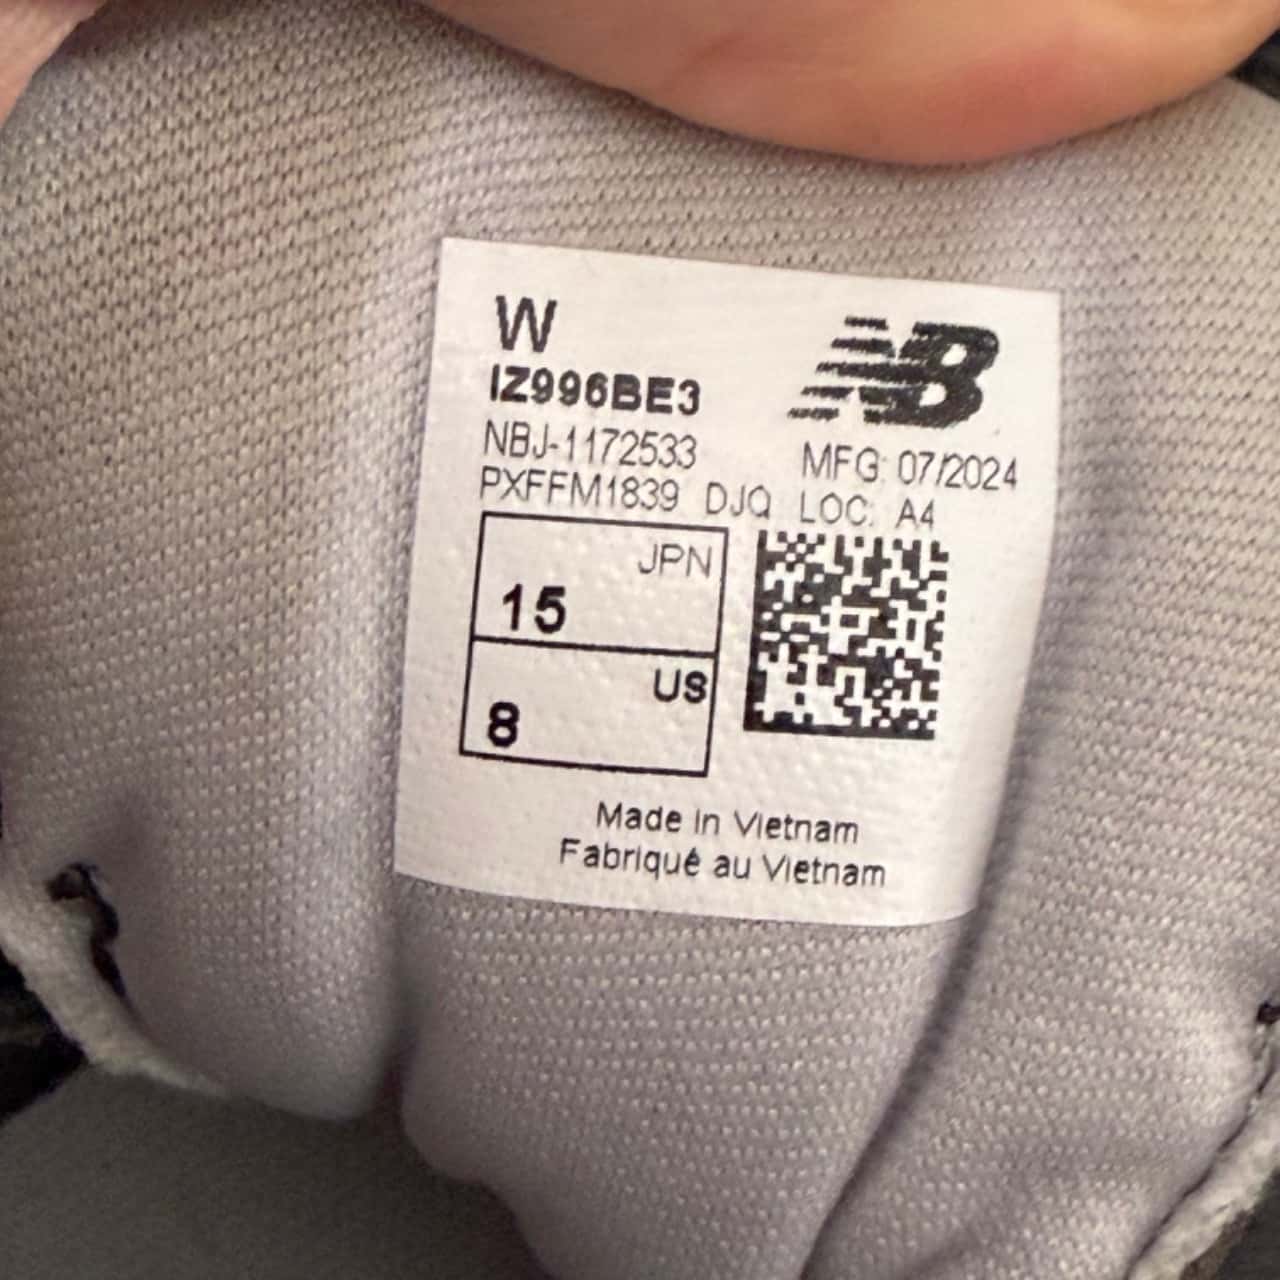 W
NB
IZ996BE3
NBJ-1172533
MFG: 07/2024
PXFFM1839 DJQ LOC: A4
JPN
15
US
8
Made in Vietnam
Fabriqué au Vietnam